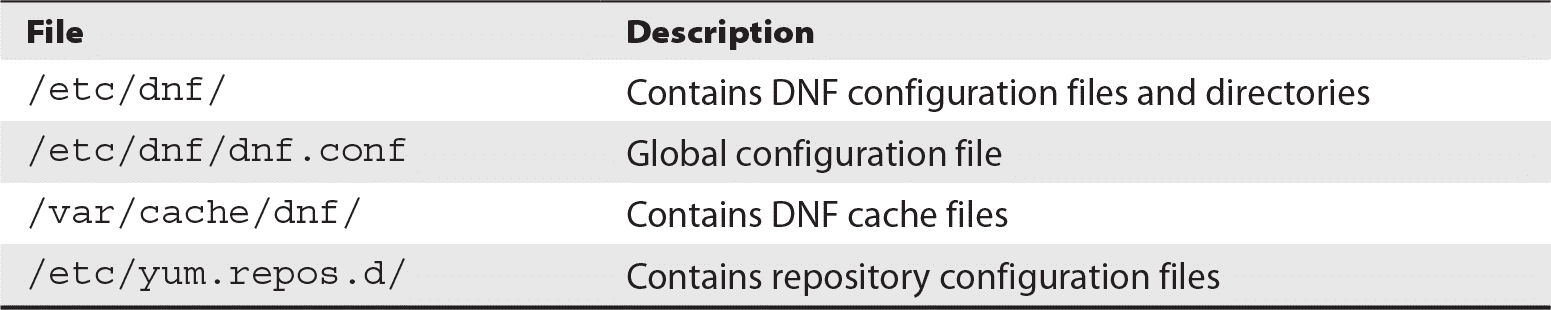 File Description
/etc/dnf/ Contains DNF configuration files and directories
/etc/dnf/dnf.conf Global configuration file
/var/cache/dnf/ Contains DNF cache files
/etc/yum.repos.d/ Contains repository configuration files